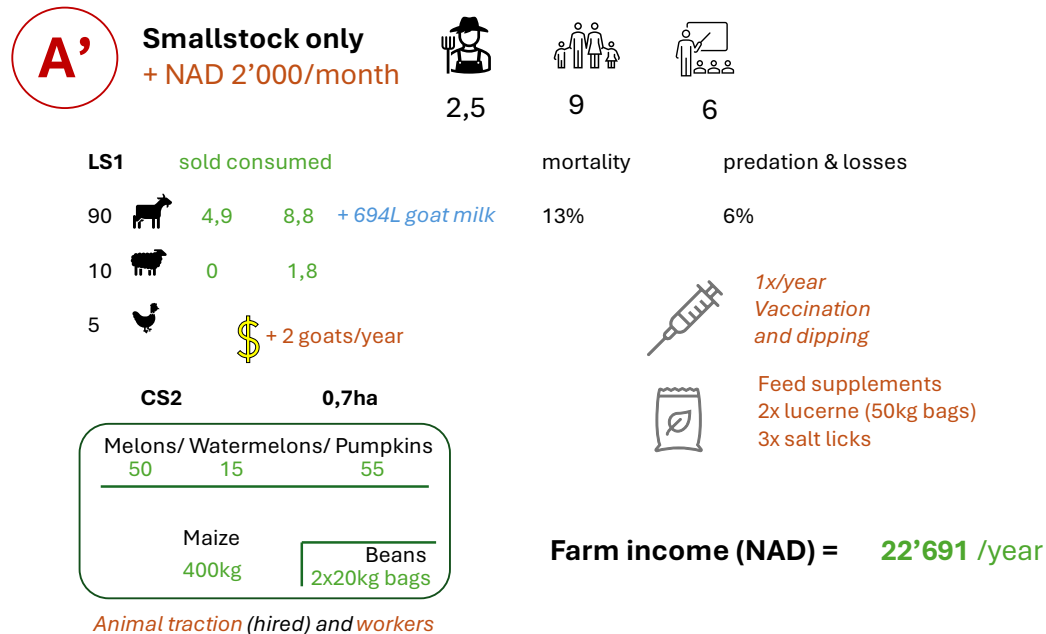 A’
Smallstock only
+ NAD 2’000/month
2,5
9
6
LS1 sold consumed mortality predation & losses
90 4,9 8,8 + 694L goat milk 13% 6%
10 0 1,8
5
$ + 2 goats/year
1x/year
Vaccination
and dipping
Feed supplements
2x lucerne (50kg bags)
3x salt licks
CS2 0,7ha
Melons/ Watermelons/ Pumpkins
50 15 55
Maize
400kg
Beans
2x20kg bags
Animal traction (hired) and workers
Farm income (NAD) = 22’691 /year